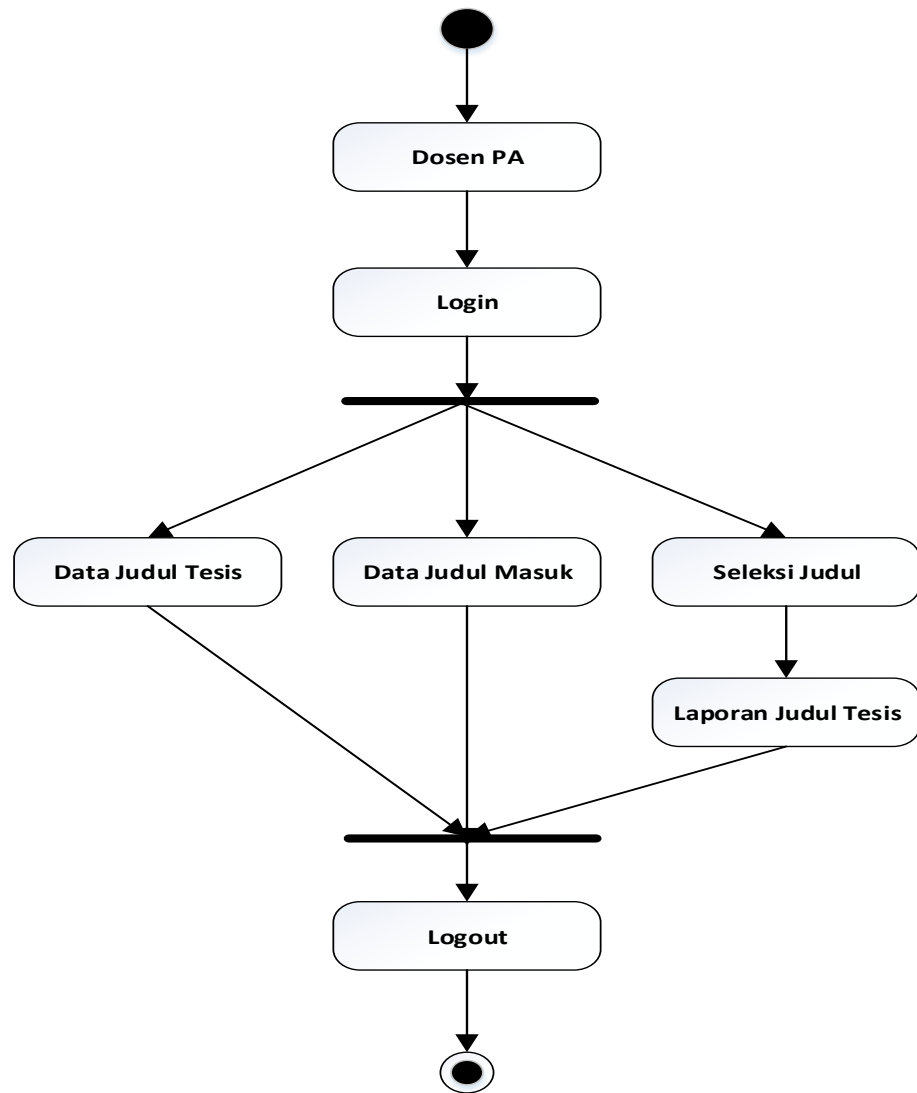 Dosen PA
Login
Data Judul Tesis
Data Judul Masuk
Seleksi Judul
Laporan Judul Tesis
Logout